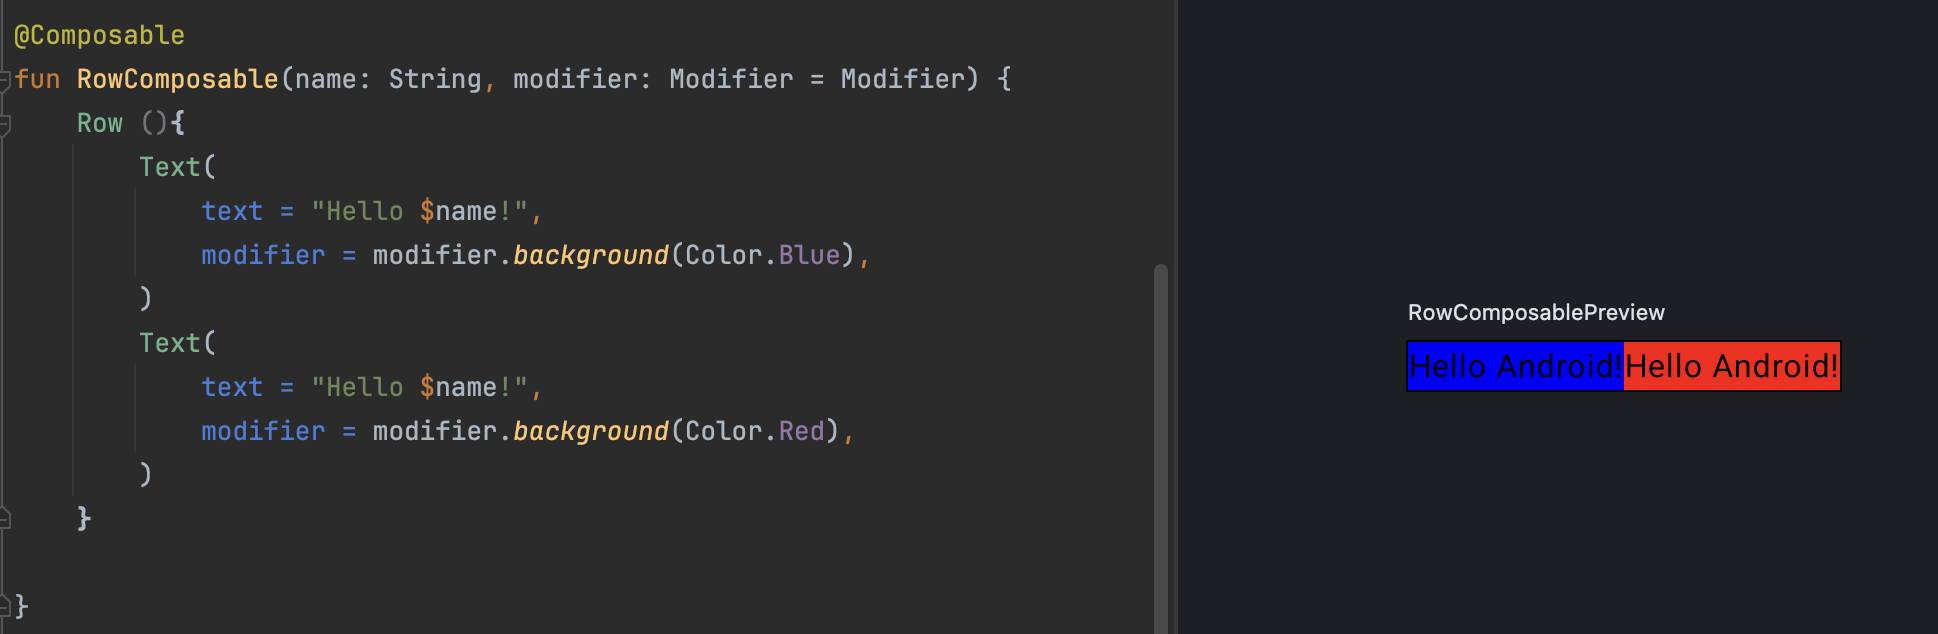 @Composable
fun RowComposable(name: String, modifier: Modifier = Modifier) {
    Row (){
        Text(
            text = "Hello $name!",
            modifier = modifier.background(Color.Blue),
        )
        Text(
            text = "Hello $name!",
            modifier = modifier.background(Color.Red),
        )
    }
}
RowComposablePreview
Hello Android!Hello Android!